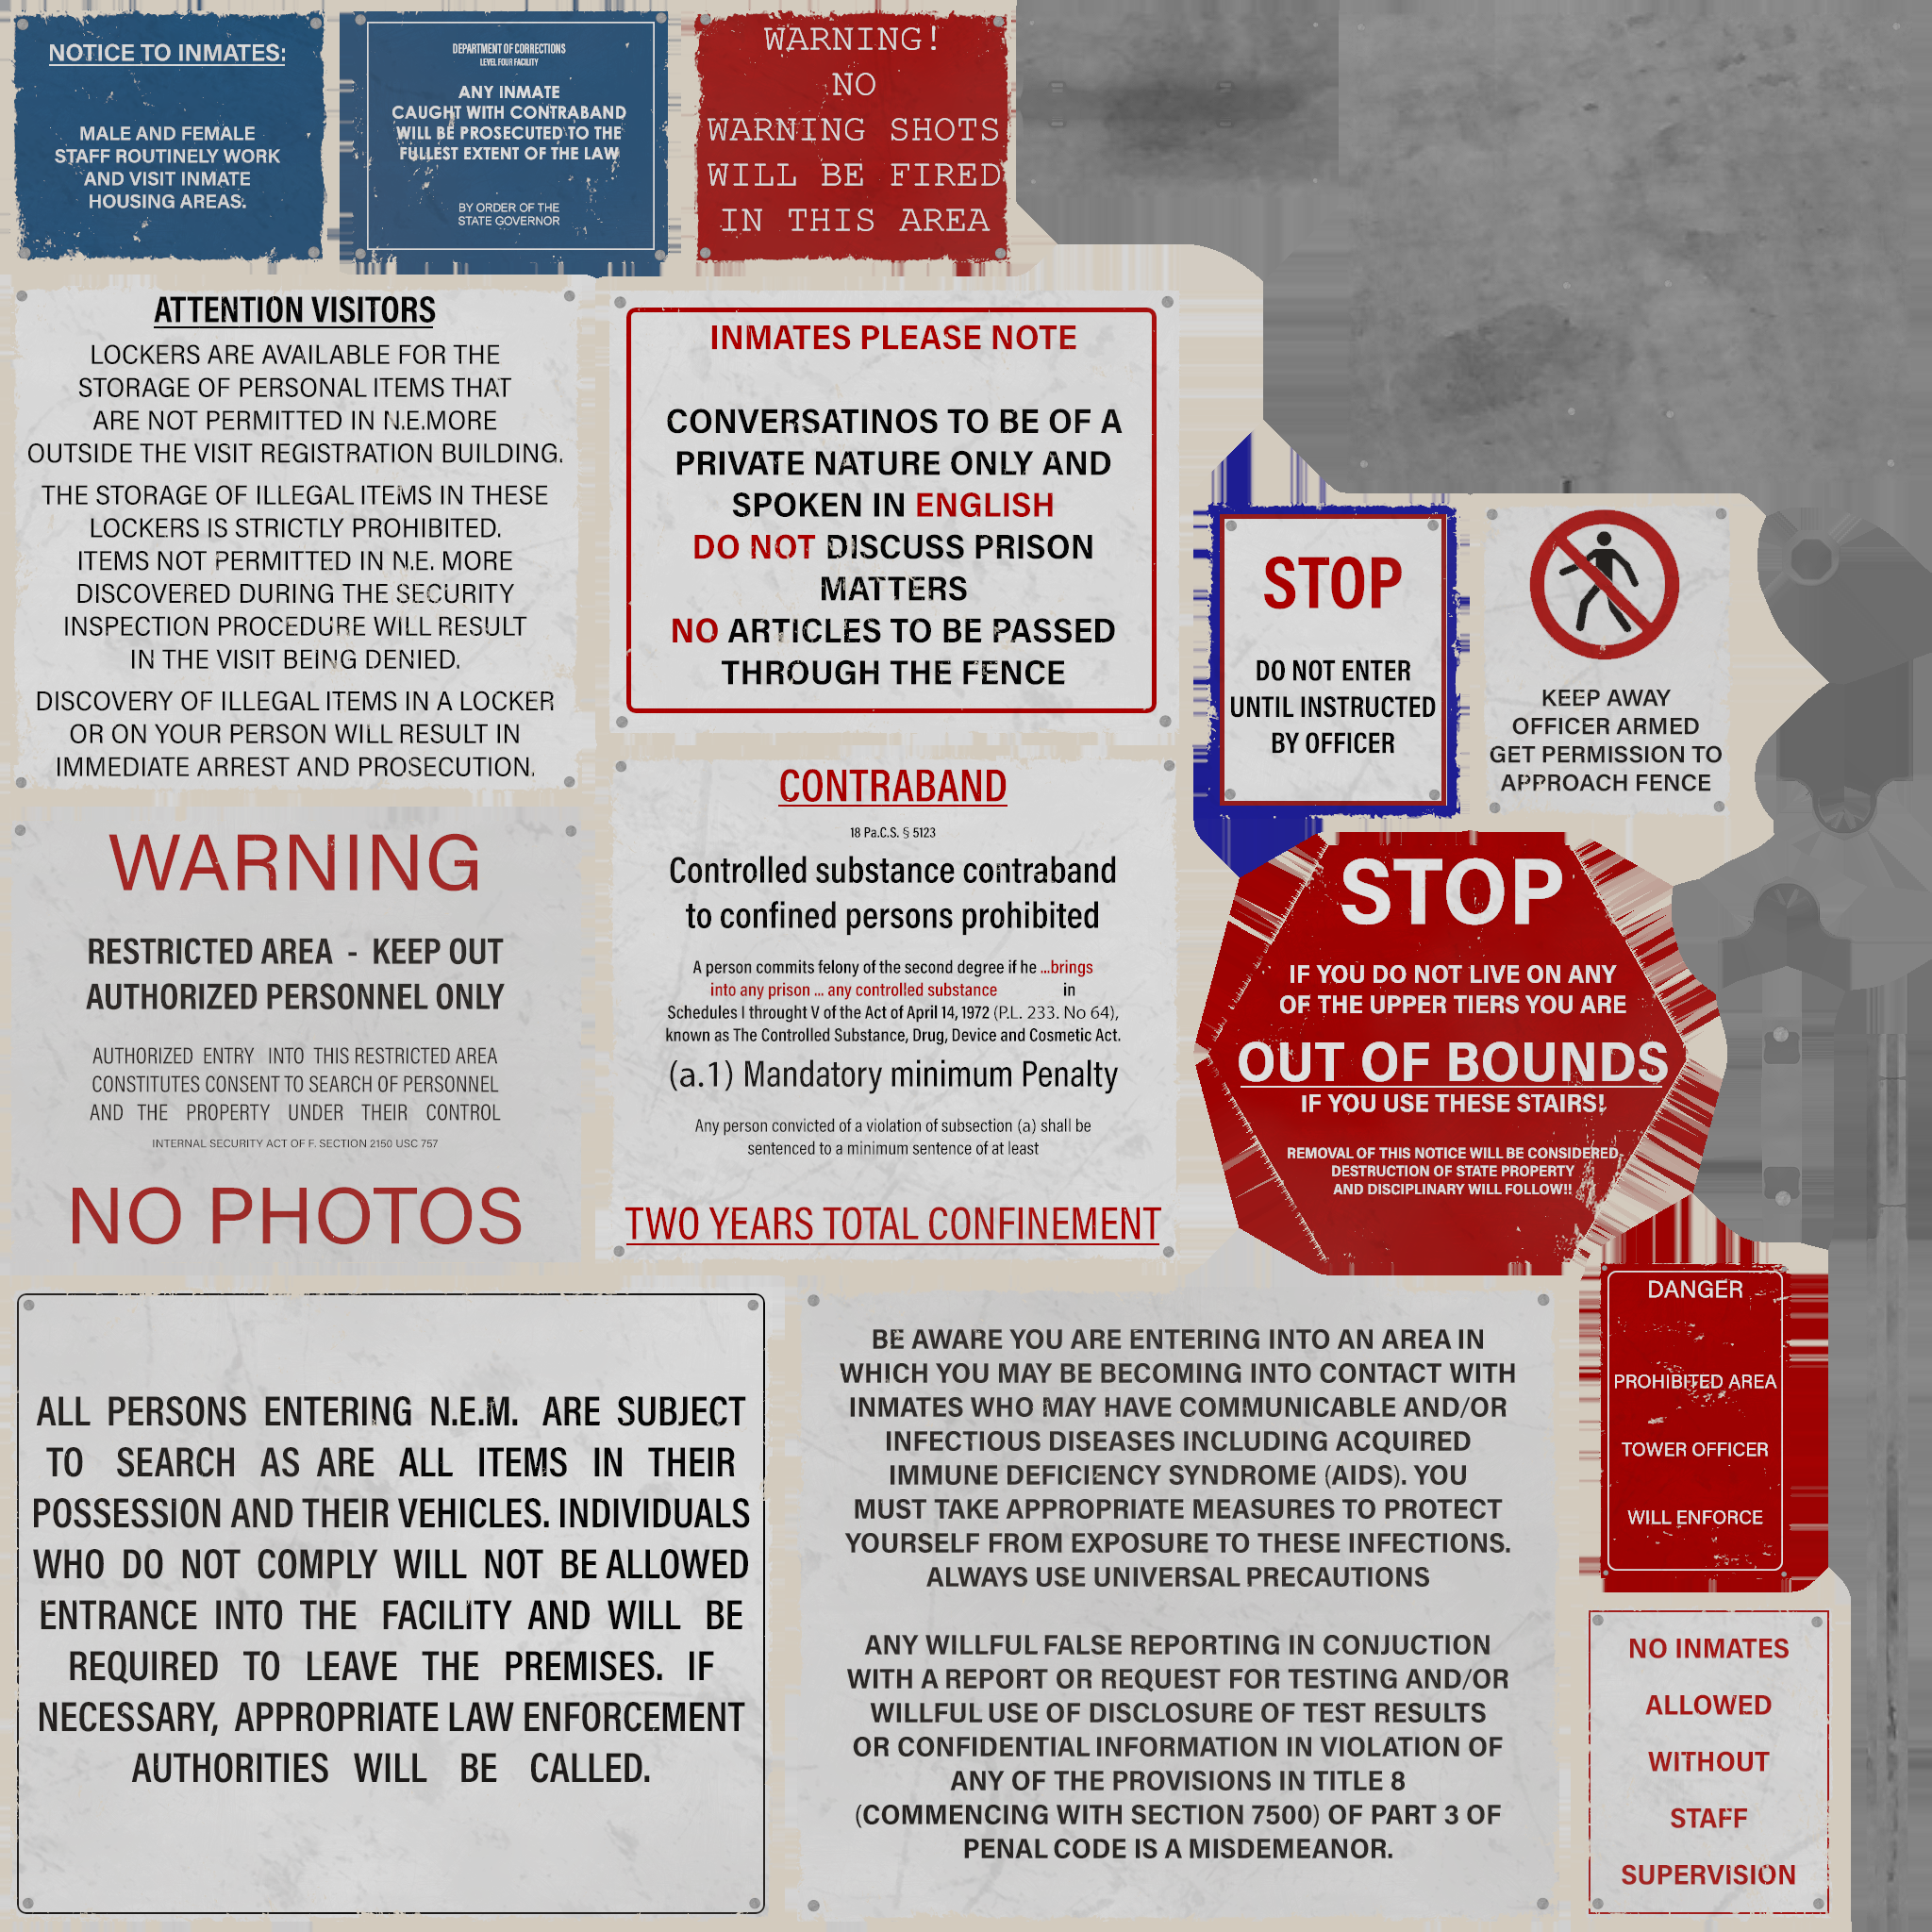 NOTICE TO INMATES:
MALE AND FEMALE
STAFF ROUTINELY WORK
AND VISIT INMATE
HOUSING AREAS.
DEPARTMENT OF CORRECTIONS
LEVEL FOUR FACILITY
ANY INMATE
CAUGHT WITH CONTRABAND
WILL BE PROSECUTED TO THE
FULLEST EXTENT OF THE LAW
BY ORDER OF THE
STATE GOVERNOR
WARNING!
NO
WARNING SHOTS
WILL BE FIRED
IN THIS AREA
ATTENTION VISITORS
LOCKERS ARE AVAILABLE FOR THE
STORAGE OF PERSONAL ITEMS THAT
ARE NOT PERMITTED IN N.E.MORE
OUTSIDE THE VISIT REGISTRATION BUILDING.
THE STORAGE OF ILLEGAL ITEMS IN THESE
LOCKERS IS STRICTLY PROHIBITED.
ITEMS NOT PERMITTED IN N.E. MORE
DISCOVERED DURING THE SECURITY
INSPECTION PROCEDURE WILL RESULT
IN THE VISIT BEING DENIED.
DISCOVERY OF ILLEGAL ITEMS IN A LOCKER
OR ON YOUR PERSON WILL RESULT IN
IMMEDIATE ARREST AND PROSECUTION.
INMATES PLEASE NOTE
CONVERSATINOS TO BE OF A
PRIVATE NATURE ONLY AND
SPOKEN IN ENGLISH
DO NOT DISCUSS PRISON
MATTERS
NO ARTICLES TO BE PASSED
THROUGH THE FENCE
STOP
DO NOT ENTER
UNTIL INSTRUCTED
BY OFFICER
KEEP AWAY
OFFICER ARMED
GET PERMISSION TO
APPROACH FENCE
WARNING
RESTRICTED AREA - KEEP OUT
AUTHORIZED PERSONNEL ONLY
AUTHORIZED ENTRY INTO THIS RESTRICTED AREA
CONSTITUTES CONSENT TO SEARCH OF PERSONNEL
AND THE PROPERTY UNDER THEIR CONTROL
INTERNAL SECURITY ACT OF F. SECTION 2150 USC 757
NO PHOTOS
CONTRABAND
18 Pa.C.S. § 5123
Controlled substance contraband
to confined persons prohibited
A person commits felony of the second degree if he ...brings
into any prison ... any controlled substance in
Schedules I throught V of the Act of April 14, 1972 (P.L. 233. No 64),
known as The Controlled Substance, Drug, Device and Cosmetic Act.
(a.1) Mandatory minimum Penalty
Any person convicted of a violation of subsection (a) shall be
sentenced to a minimum sentence of at least
TWO YEARS TOTAL CONFINEMENT
STOP
IF YOU DO NOT LIVE ON ANY
OF THE UPPER TIERS YOU ARE
OUT OF BOUNDS
IF YOU USE THESE STAIRS!
REMOVAL OF THIS NOTICE WILL BE CONSIDERED
DESTRUCTION OF STATE PROPERTY
AND DISCIPLINARY WILL FOLLOW!!
ALL PERSONS ENTERING N.E.M. ARE SUBJECT
TO SEARCH AS ARE ALL ITEMS IN THEIR
POSSESSION AND THEIR VEHICLES. INDIVIDUALS
WHO DO NOT COMPLY WILL NOT BE ALLOWED
ENTRANCE INTO THE FACILITY AND WILL BE
REQUIRED TO LEAVE THE PREMISES. IF
NECESSARY, APPROPRIATE LAW ENFORCEMENT
AUTHORITIES WILL BE CALLED.
BE AWARE YOU ARE ENTERING INTO AN AREA IN
WHICH YOU MAY BE BECOMING INTO CONTACT WITH
INMATES WHO MAY HAVE COMMUNICABLE AND/OR
INFECTIOUS DISEASES INCLUDING ACQUIRED
IMMUNE DEFICIENCY SYNDROME (AIDS). YOU
MUST TAKE APPROPRIATE MEASURES TO PROTECT
YOURSELF FROM EXPOSURE TO THESE INFECTIONS.
ALWAYS USE UNIVERSAL PRECAUTIONS
ANY WILLFUL FALSE REPORTING IN CONJUCTION
WITH A REPORT OR REQUEST FOR TESTING AND/OR
WILLFUL USE OF DISCLOSURE OF TEST RESULTS
OR CONFIDENTIAL INFORMATION IN VIOLATION OF
ANY OF THE PROVISIONS IN TITLE 8
(COMMENCING WITH SECTION 7500) OF PART 3 OF
PENAL CODE IS A MISDEMEANOR.
DANGER
PROHIBITED AREA
TOWER OFFICER
WILL ENFORCE
NO INMATES
ALLOWED
WITHOUT
STAFF
SUPERVISION